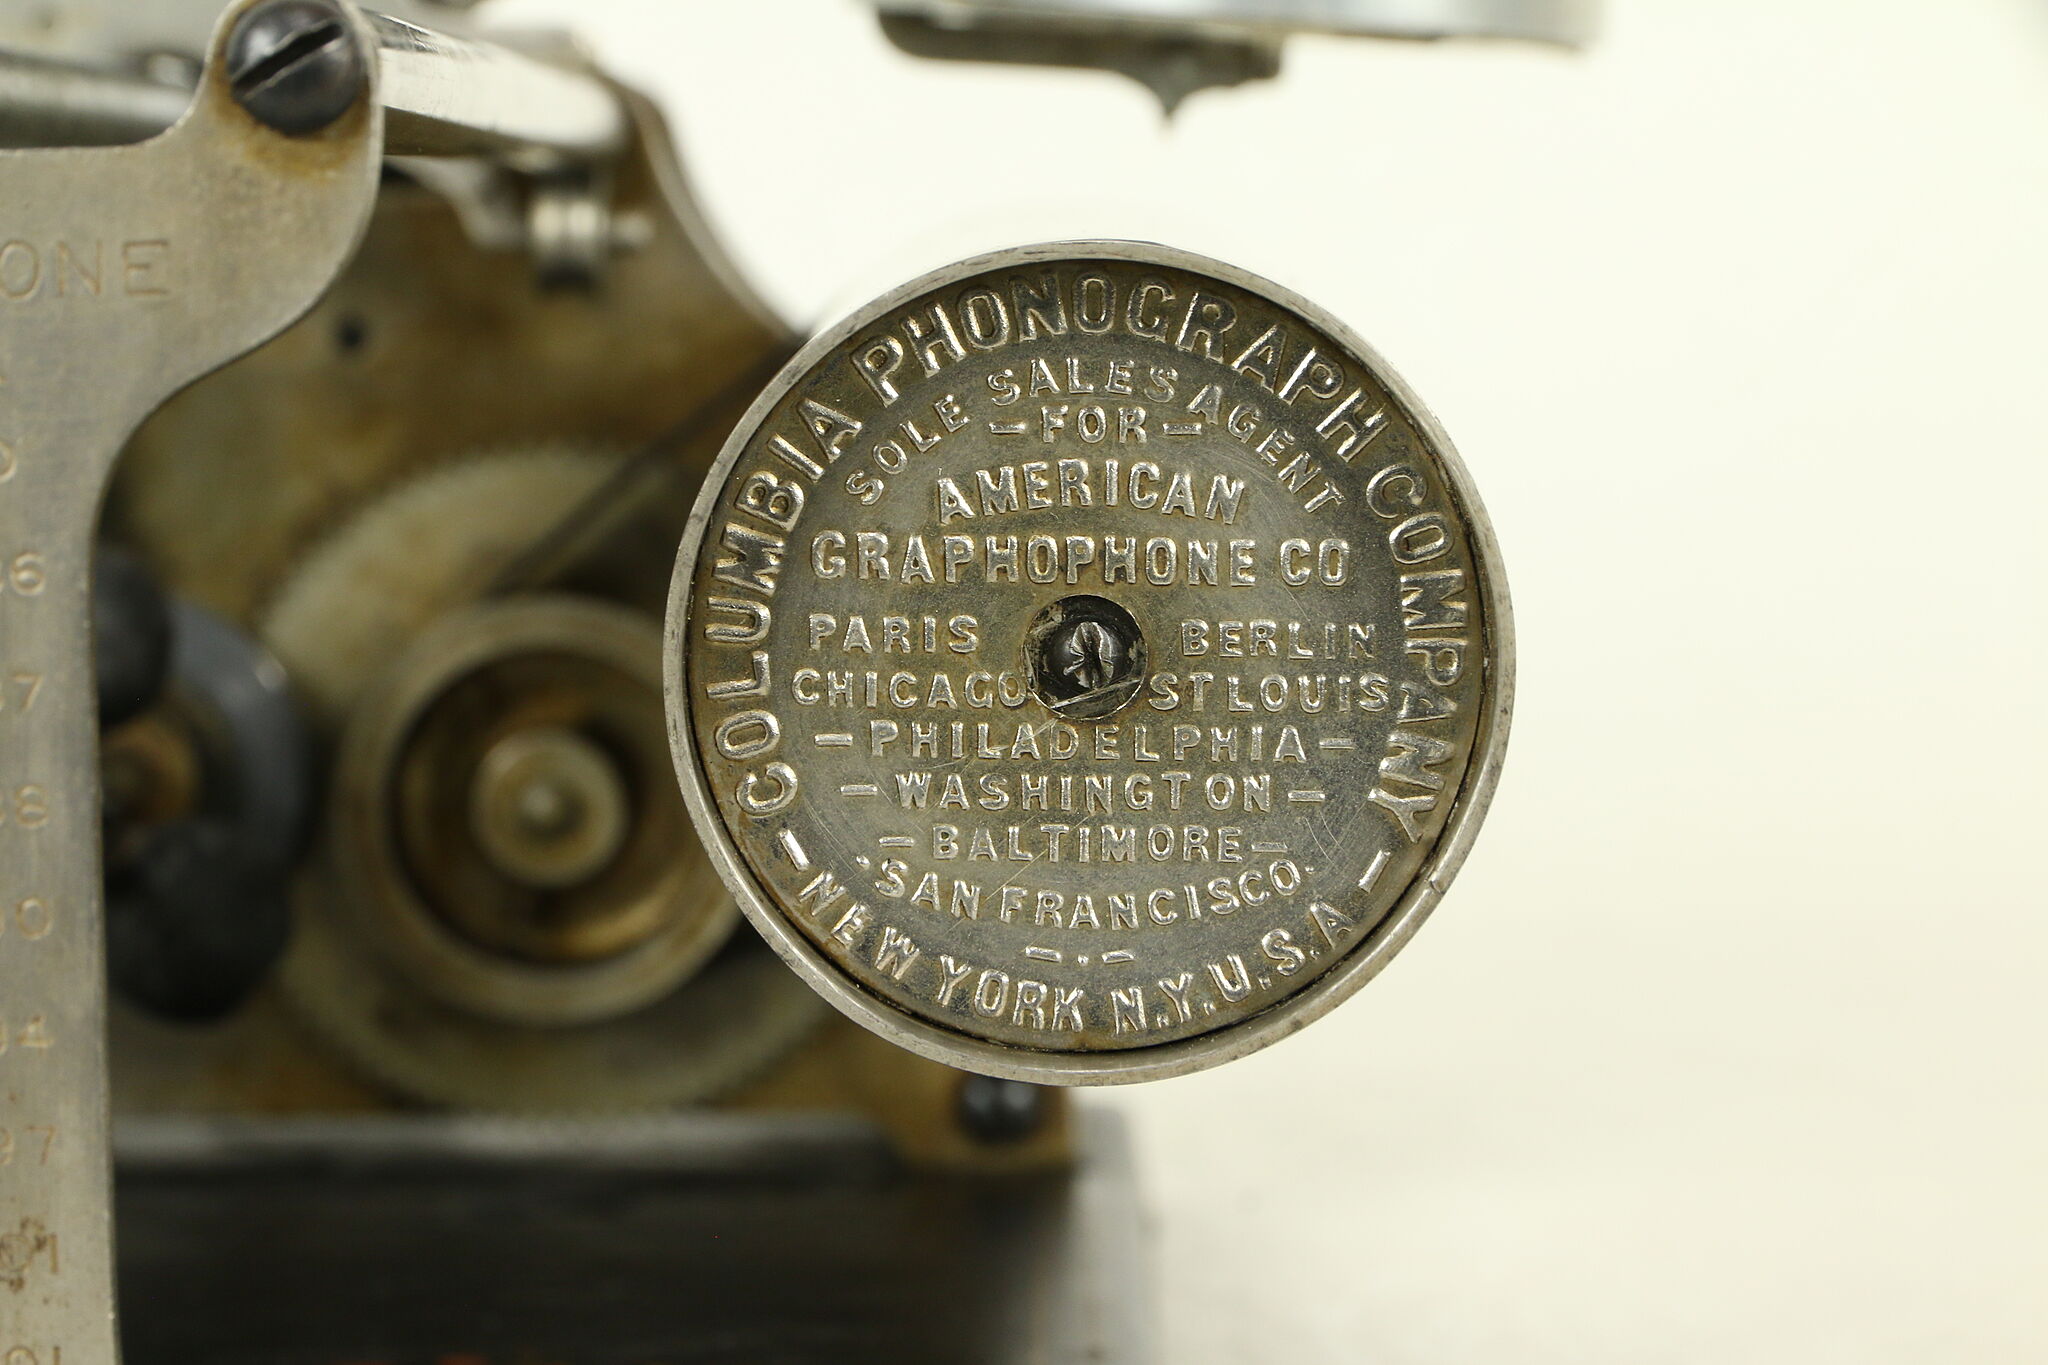 COLUMBIA PHONOGRAPH COMPANY
SOLE SALES AGENT
-FOR-
AMERICAN
GRAPHOPHONE CO
PARIS BERLIN
CHICAGO ST LOUIS
-PHILADELPHIA-
-WASHINGTON-
-BALTIMORE-
·SAN FRANCISCO·
-·-
-NEW YORK N.Y. U.S.A-
ONE